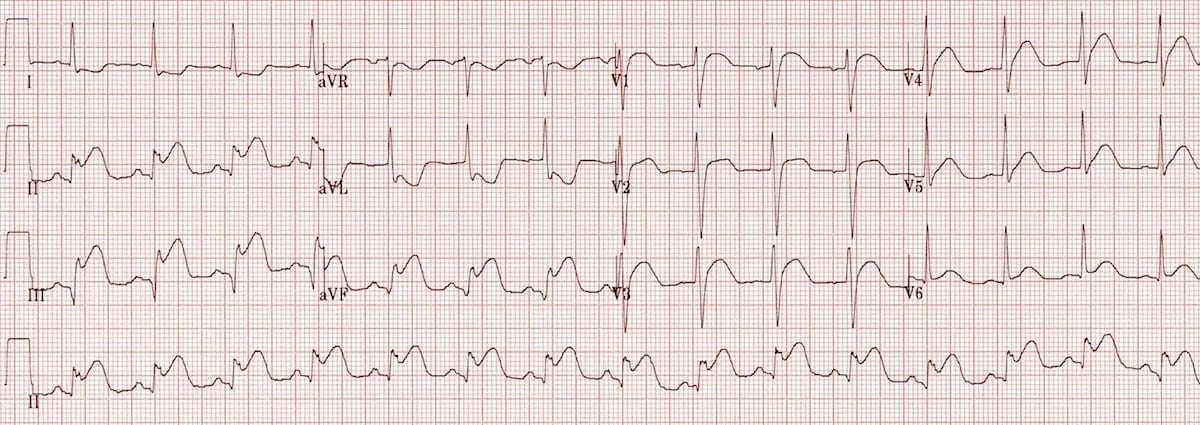 I aVR V1 V4
II aVL V2 V5
III aVF V3 V6
II